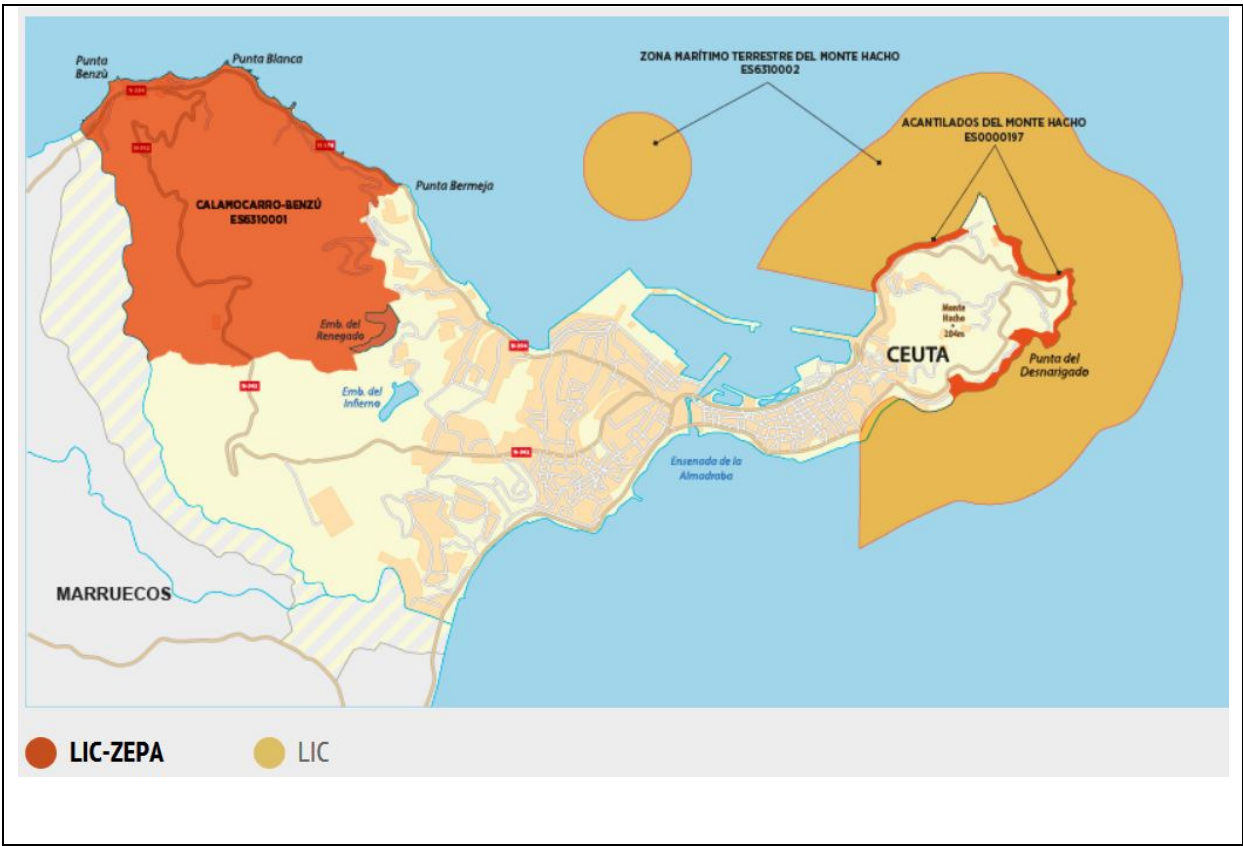 Punta
Benzù
Punta Blanca
ZONA MARÍTIMO TERRESTRE DEL MONTE HACHO
ES6310002
ACANTILADOS DEL MONTE HACHO
ES0000197
Punta Bermeja
CALAMOCARRO-BENZÚ
ES6310001
Emb. del
Renegado
Monte
Hacho
204m
CEUTA
Punta del
Desnarigado
Emb. del
Infierno
Ensenada de la
Almadraba
MARRUECOS
LIC-ZEPA
LIC